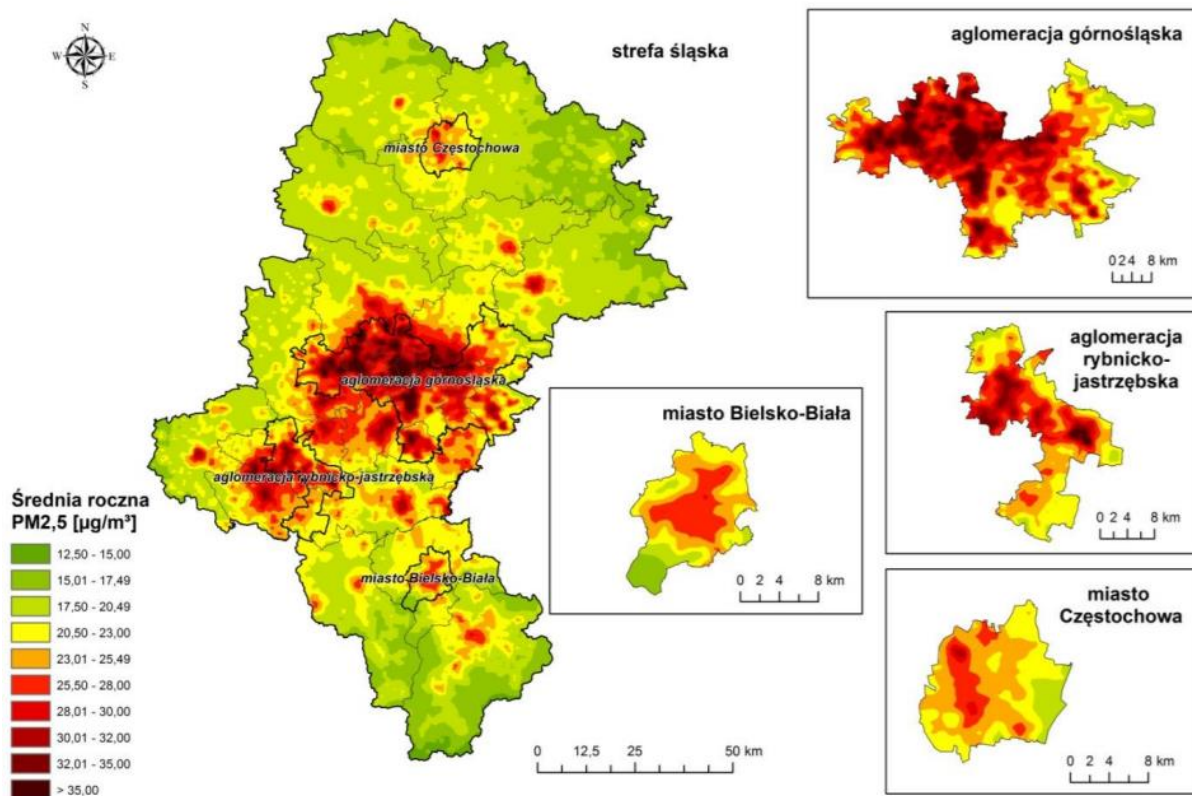 N
W E
S
strefa śląska
miasto Częstochowa
aglomeracja górnośląska
aglomeracja rybnicko-jastrzębska
miasto Bielsko-Biała
Średnia roczna
PM2,5 [µg/m³]
12,50 - 15,00
15,01 - 17,49
17,50 - 20,49
20,50 - 23,00
23,01 - 25,49
25,50 - 28,00
28,01 - 30,00
30,01 - 32,00
32,01 - 35,00
> 35,00
0 12,5 25 50 km
miasto Bielsko-Biała
0 2 4 8 km
aglomeracja górnośląska
0 2 4 8 km
aglomeracja
rybnicko-
jastrzębska
0 2 4 8 km
miasto
Częstochowa
0 2 4 8 km